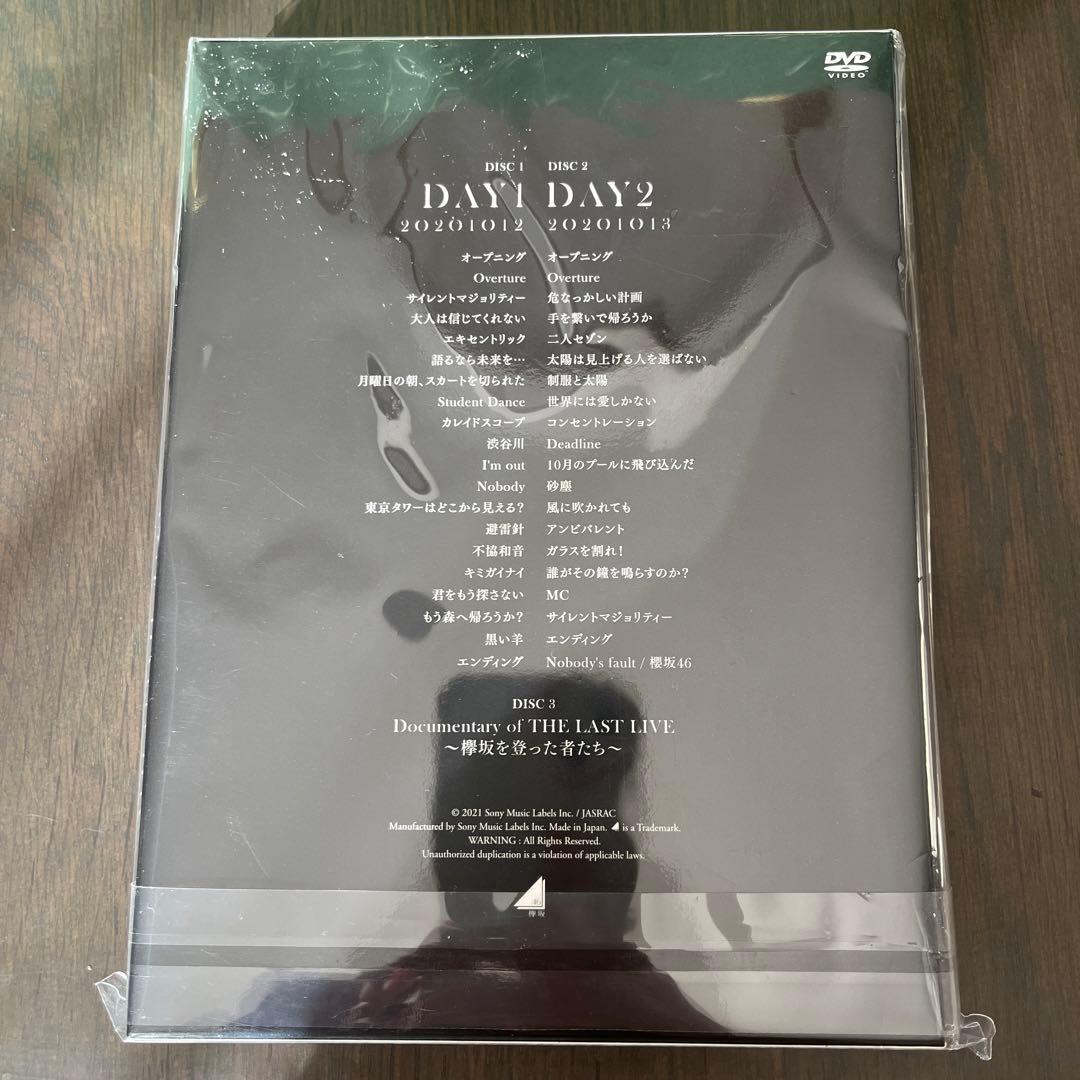 DVD
VIDEO
DISC 1
DAY1
20201012
オープニング
Overture
サイレントマジョリティー
大人は信じてくれない
エキセントリック
語るなら未来を…
月曜日の朝、スカートを切られた
Student Dance
カレイドスコープ
渋谷川
I'm out
Nobody
東京タワーはどこから見える?
避雷針
不協和音
キミガイナイ
君をもう探さない
もう森へ帰ろうか?
黒い羊
エンディング
DISC 2
DAY2
20201013
オープニング
Overture
危なっかしい計画
手を繋いで帰ろうか
二人セゾン
太陽は見上げる人を選ばない
制服と太陽
世界には愛しかない
コンセントレーション
Deadline
10月のプールに飛び込んだ
砂塵
風に吹かれても
アンビバレント
ガラスを割れ!
誰がその鐘を鳴らすのか?
MC
サイレントマジョリティー
エンディング
Nobody's fault / 櫻坂46
DISC 3
Documentary of THE LAST LIVE
〜欅坂を登った者たち〜
© 2021 Sony Music Labels Inc. / JASRAC
Manufactured by Sony Music Labels Inc. Made in Japan. is a Trademark.
WARNING : All Rights Reserved.
Unauthorized duplication is a violation of applicable laws.
46
欅坂